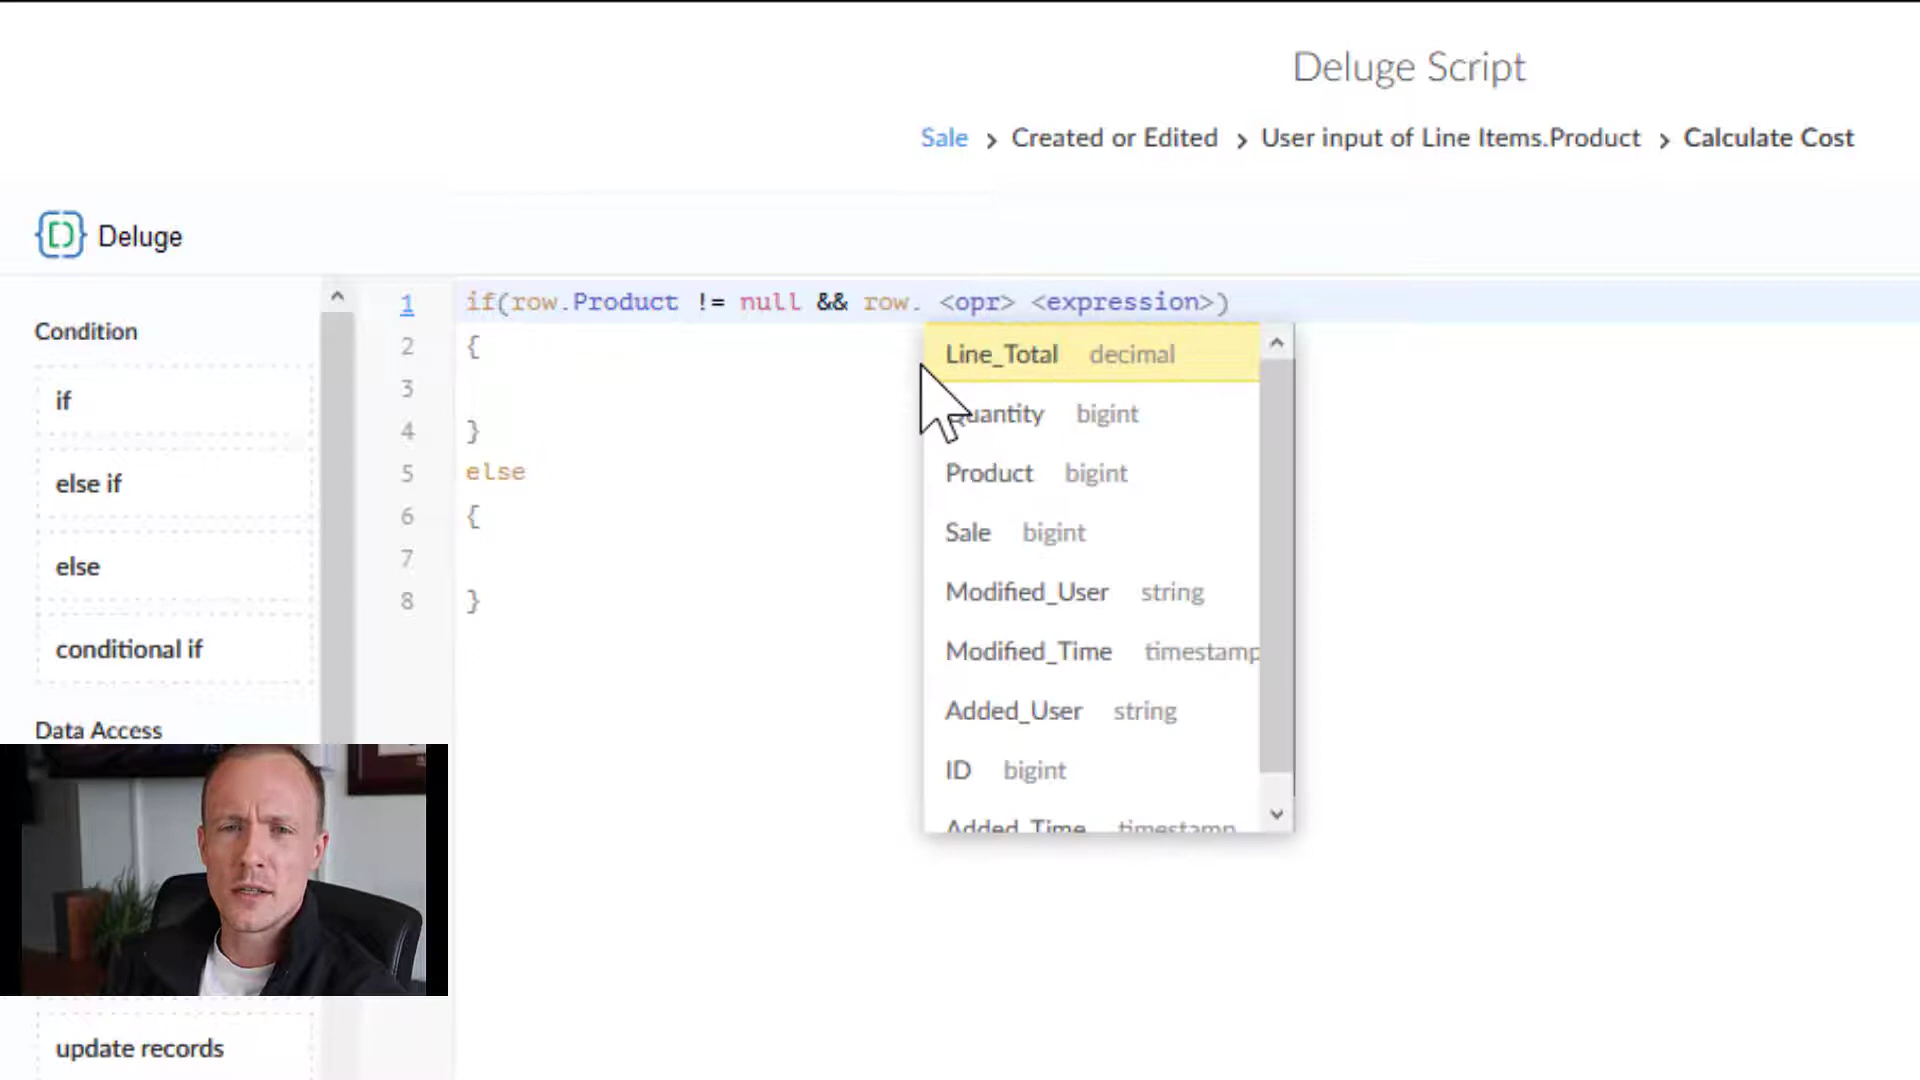 Deluge Script
Sale > Created or Edited > User input of Line Items.Product > Calculate Cost
Deluge
Condition
if
else if
else
conditional if
Data Access
update records
1 if(row.Product != null && row. <opr> <expression>)
2 {
3
4 }
5 else
6 {
7
8 }
Line_Total decimal
Quantity bigint
Product bigint
Sale bigint
Modified_User string
Modified_Time timestamp
Added_User string
ID bigint
Added_Time timestamp